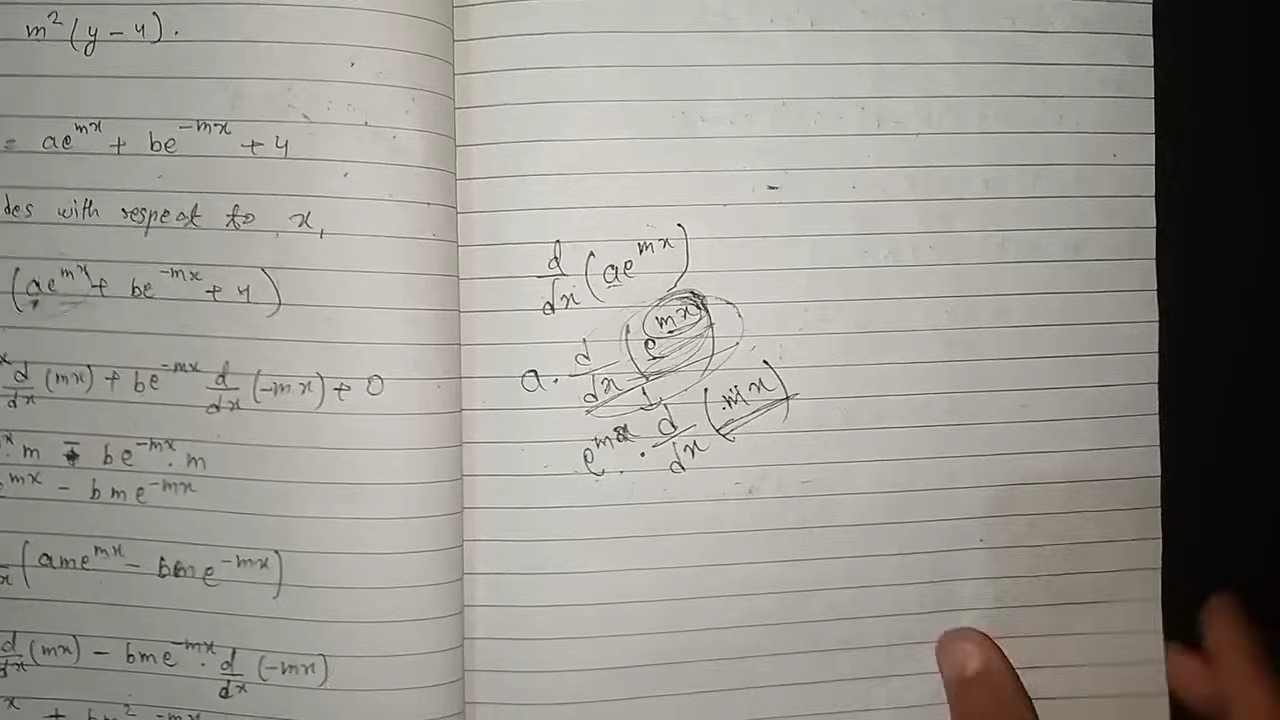 m²(y-4).
= ae^{mx} + be^{-mx} + 4
des with respect to x,
(ae^{mx} + be^{-mx} + 4)
d/dx (mx) + be^{-mx} d/dx (-mx) + 0
x . m - be^{-mx} . m
e^{mx} - bme^{-mx}
(ame^{mx} - bme^{-mx})
d/dx (mx) - bme^{-mx} . d/dx (-mx)
d/dx (ae^{mx})
a . d/dx (e^{mx})
e^{mx} . d/dx (mx)